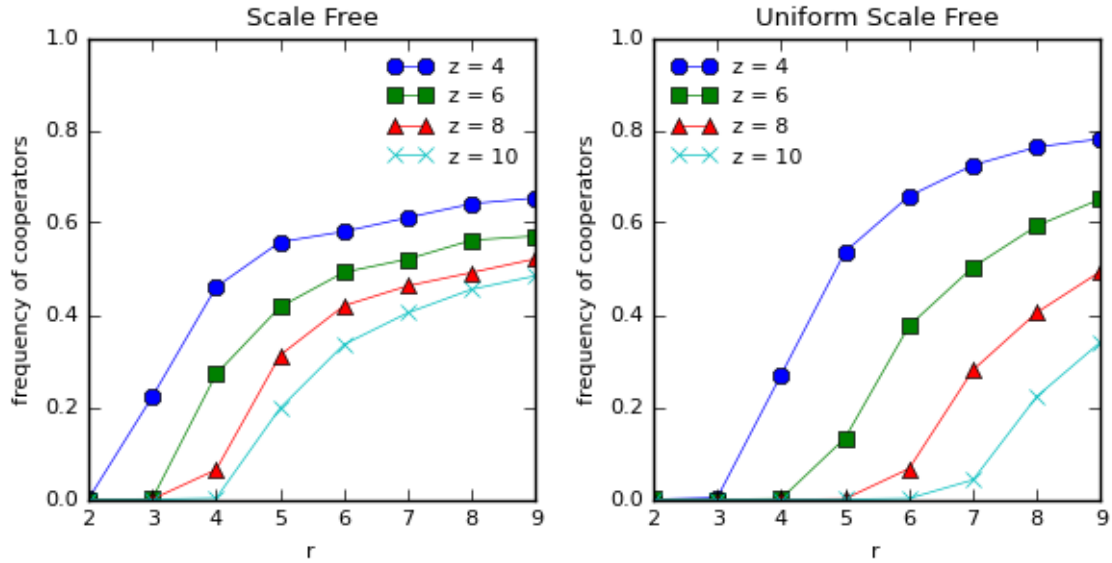 Scale Free
frequency of cooperators
1.0
0.8
0.6
0.4
0.2
0.0
z = 4
z = 6
z = 8
z = 10
2 3 4 5 6 7 8 9
r
Uniform Scale Free
frequency of cooperators
1.0
0.8
0.6
0.4
0.2
0.0
z = 4
z = 6
z = 8
z = 10
2 3 4 5 6 7 8 9
r